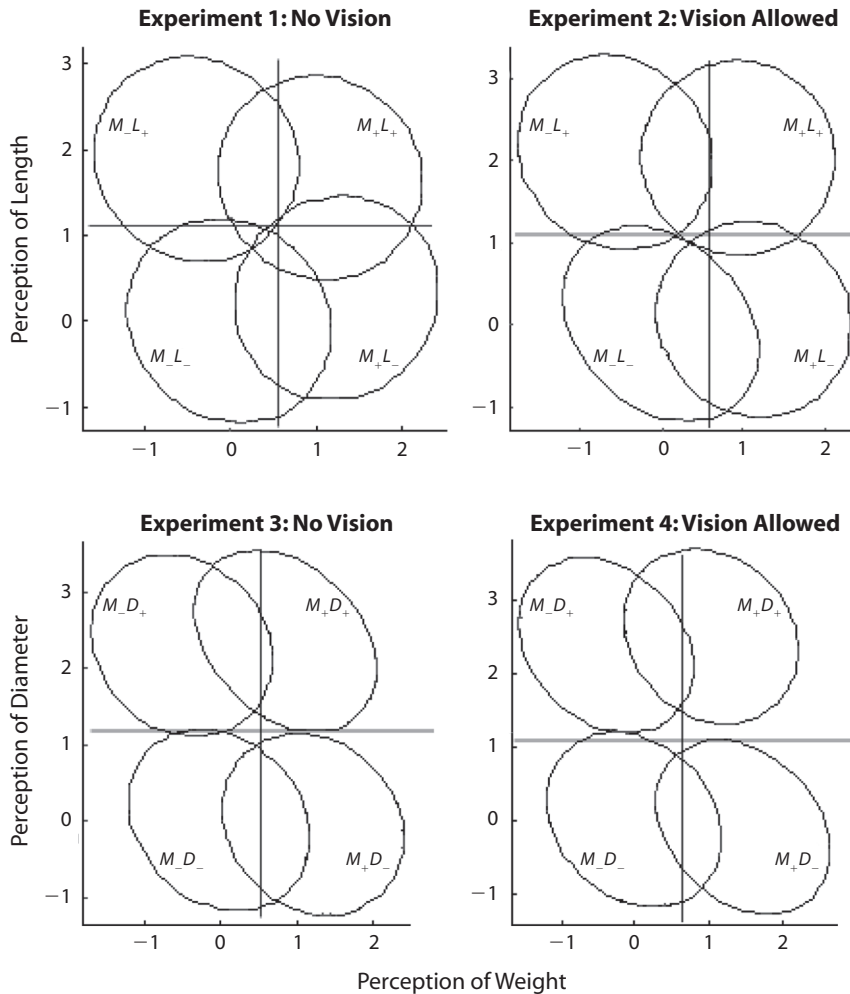 Experiment 1: No Vision
Experiment 2: Vision Allowed
Perception of Length
3
2
1
0
−1
M−L+
M+L+
M−L−
M+L−
−1 0 1 2
3
2
1
0
−1
M−L+
M+L+
M−L−
M+L−
−1 0 1 2
Experiment 3: No Vision
Experiment 4: Vision Allowed
Perception of Diameter
3
2
1
0
−1
M−D+
M+D+
M−D−
M+D−
−1 0 1 2
3
2
1
0
−1
M−D+
M+D+
M−D−
M+D−
−1 0 1 2
Perception of Weight